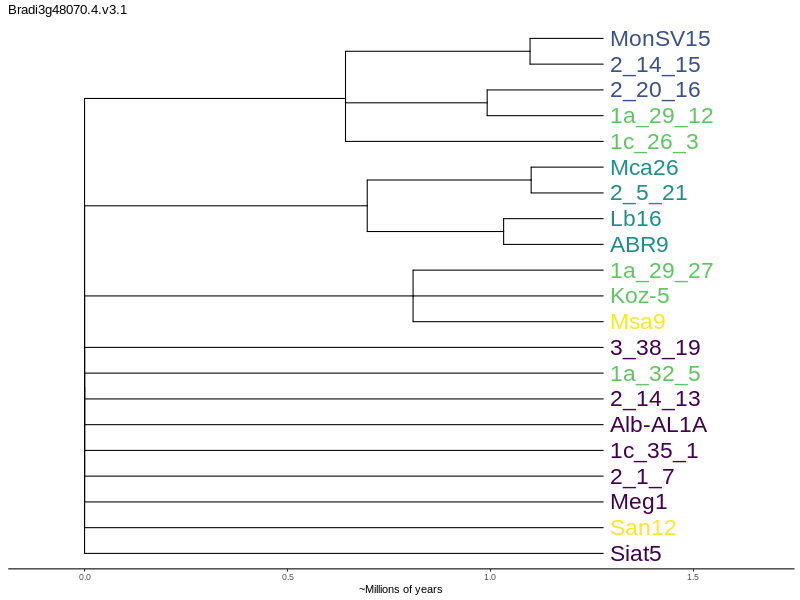 Bradi3g48070.4.v3.1
MonSV15
2_14_15
2_20_16
1a_29_12
1c_26_3
Mca26
2_5_21
Lb16
ABR9
1a_29_27
Koz-5
Msa9
3_38_19
1a_32_5
2_14_13
Alb-AL1A
1c_35_1
2_1_7
Meg1
San12
Siat5
0.0 0.5 1.0 1.5
~Millions of years